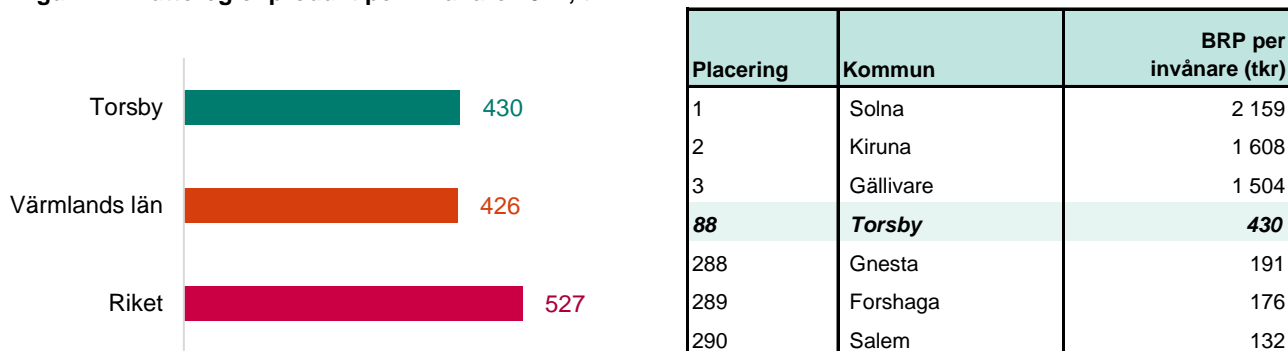 Torsby 430
Värmlands län 426
Riket 527
BRP per
Placering Kommun invånare (tkr)
1 Solna 2 159
2 Kiruna 1 608
3 Gällivare 1 504
88 Torsby 430
288 Gnesta 191
289 Forshaga 176
290 Salem 132